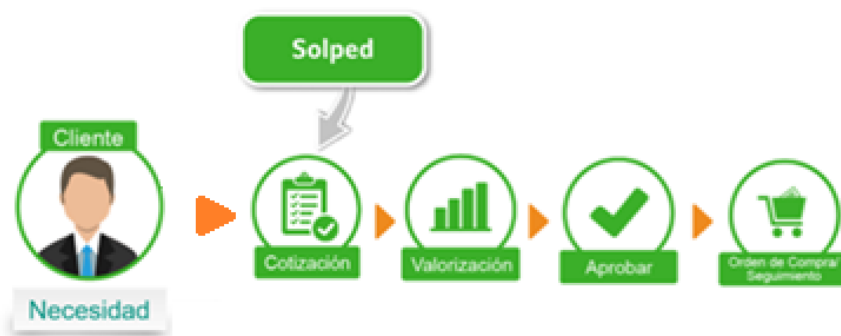 Solped
Cliente
Necesidad
Cotización
Valorización
Aprobar
Orden de Compra/
Seguimiento